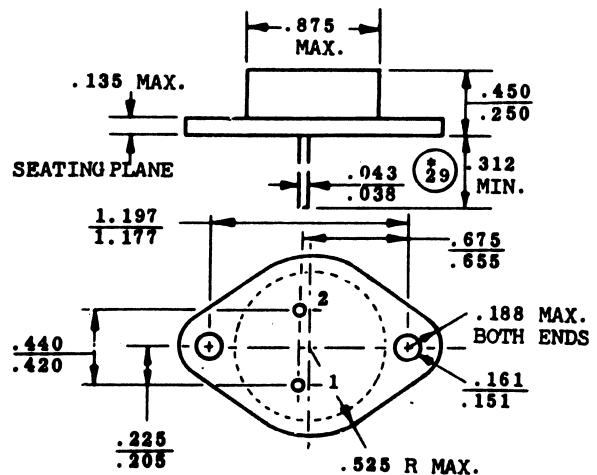 .875
MAX.
.135 MAX.
.450
.250
SEATING PLANE
.043
.038
*
29
.312
MIN.
1.197
1.177
.675
.655
2
.188 MAX.
BOTH ENDS
.440
.420
1
.161
.151
.225
.205
.525 R MAX.